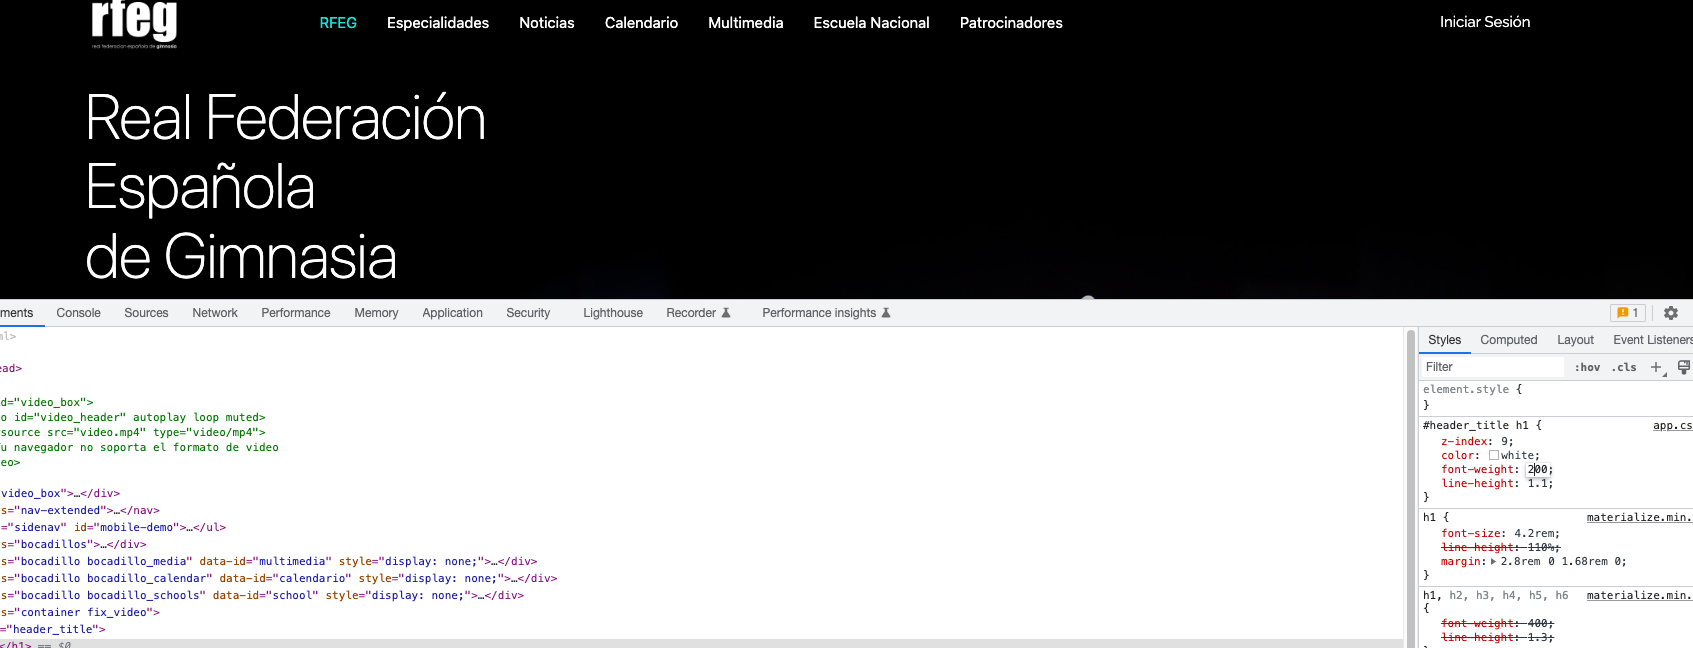 rfeg
real federación española de gimnasia
RFEG Especialidades Noticias Calendario Multimedia Escuela Nacional Patrocinadores Iniciar Sesión
Real Federación
Española
de Gimnasia
ments Console Sources Network Performance Memory Application Security Lighthouse Recorder Performance insights 1
Styles Computed Layout Event Listeners
Filter :hov .cls +
ml>
ead>
d="video_box">
o id="video_header" autoplay loop muted>
source src="video.mp4" type="video/mp4">
u navegador no soporta el formato de video
eo>
video_box">…</div>
s="nav-extended">…</nav>
="sidenav" id="mobile-demo">…</ul>
s="bocadillos">…</div>
s="bocadillo bocadillo_media" data-id="multimedia" style="display: none;">…</div>
s="bocadillo bocadillo_calendar" data-id="calendario" style="display: none;">…</div>
s="bocadillo bocadillo_schools" data-id="school" style="display: none;">…</div>
s="container fix_video">
="header_title">
</h1> == $0
element.style {
}
#header_title h1 { app.cs
z-index: 9;
color: white;
font-weight: 200;
line-height: 1.1;
}
h1 { materialize.min.
font-size: 4.2rem;
line-height: 110%;
margin: 2.8rem 0 1.68rem 0;
}
h1, h2, h3, h4, h5, h6 materialize.min.
{
font-weight: 400;
line-height: 1.3;